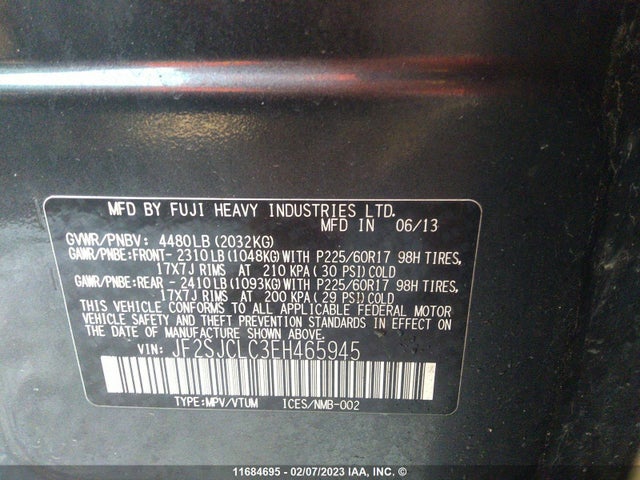 MFD BY FUJI HEAVY INDUSTRIES LTD.
MFD IN 06/13
GVWR/PNBV: 4480LB (2032KG)
GAWR/PNBE:FRONT- 2310LB (1048KG)WITH P225/60R17 98H TIRES,
17X7J RIMS AT 210 KPA( 30 PSI)COLD
GAWR/PNBE:REAR - 2410LB (1093KG)WITH P225/60R17 98H TIRES,
17X7J RIMS AT 200 KPA( 29 PSI)COLD
THIS VEHICLE CONFORMS TO ALL APPLICABLE FEDERAL MOTOR
VEHICLE SAFETY AND THEFT PREVENTION STANDARDS IN EFFECT ON
THE DATE OF MANUFACTURE SHOWN ABOVE.
VIN: JF2SJCLC3EH465945
TYPE:MPV/VTUM ICES/NMB-002
11684695 - 02/07/2023 IAA, INC. ©